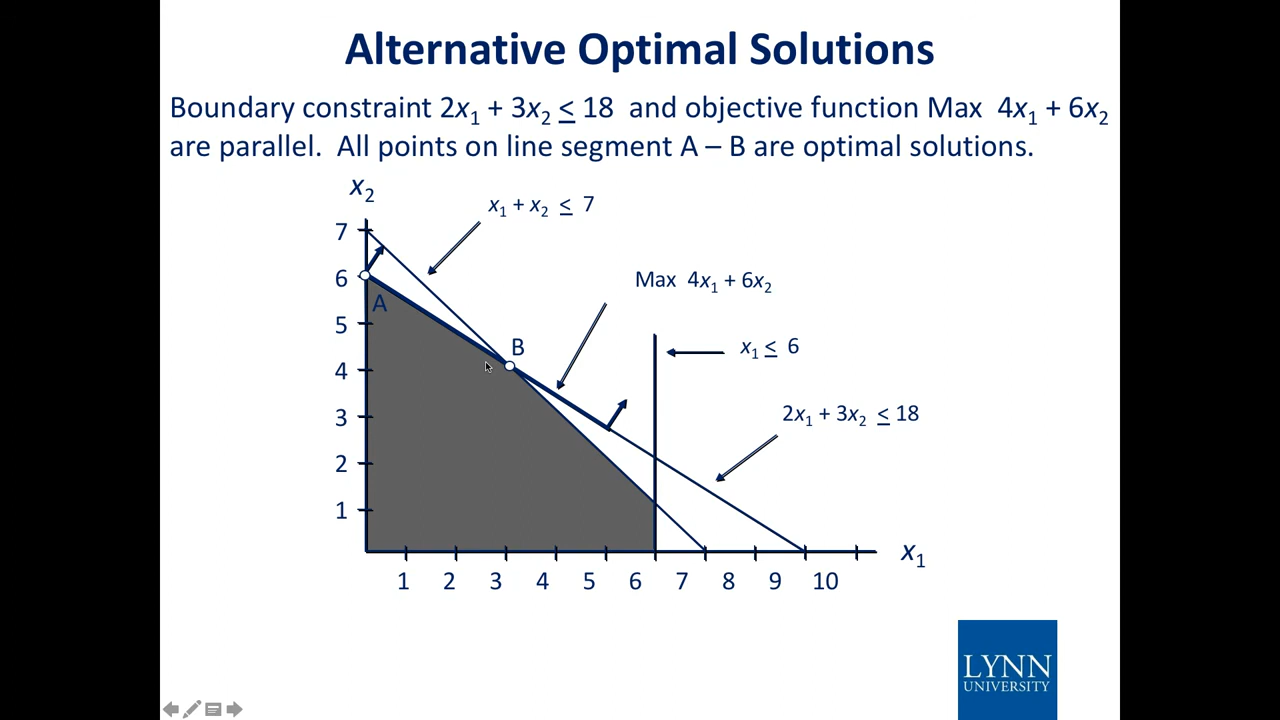 Alternative Optimal Solutions
Boundary constraint 2x₁ + 3x₂ ≤ 18 and objective function Max 4x₁ + 6x₂
are parallel. All points on line segment A – B are optimal solutions.
x₂
x₁ + x₂ ≤ 7
7
6
Max 4x₁ + 6x₂
A
5
B
x₁ ≤ 6
4
3
2x₁ + 3x₂ ≤ 18
2
1
x₁
1 2 3 4 5 6 7 8 9 10
LYNN
UNIVERSITY